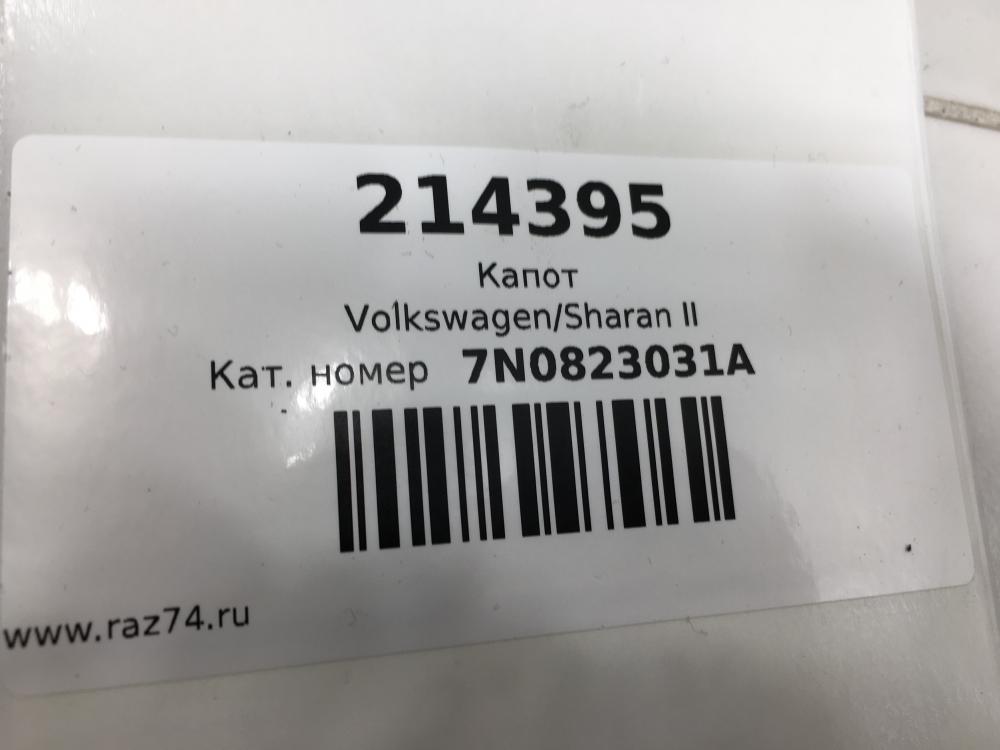 214395
Капот
Volkswagen/Sharan II
Кат. номер 7N0823031A
www.raz74.ru